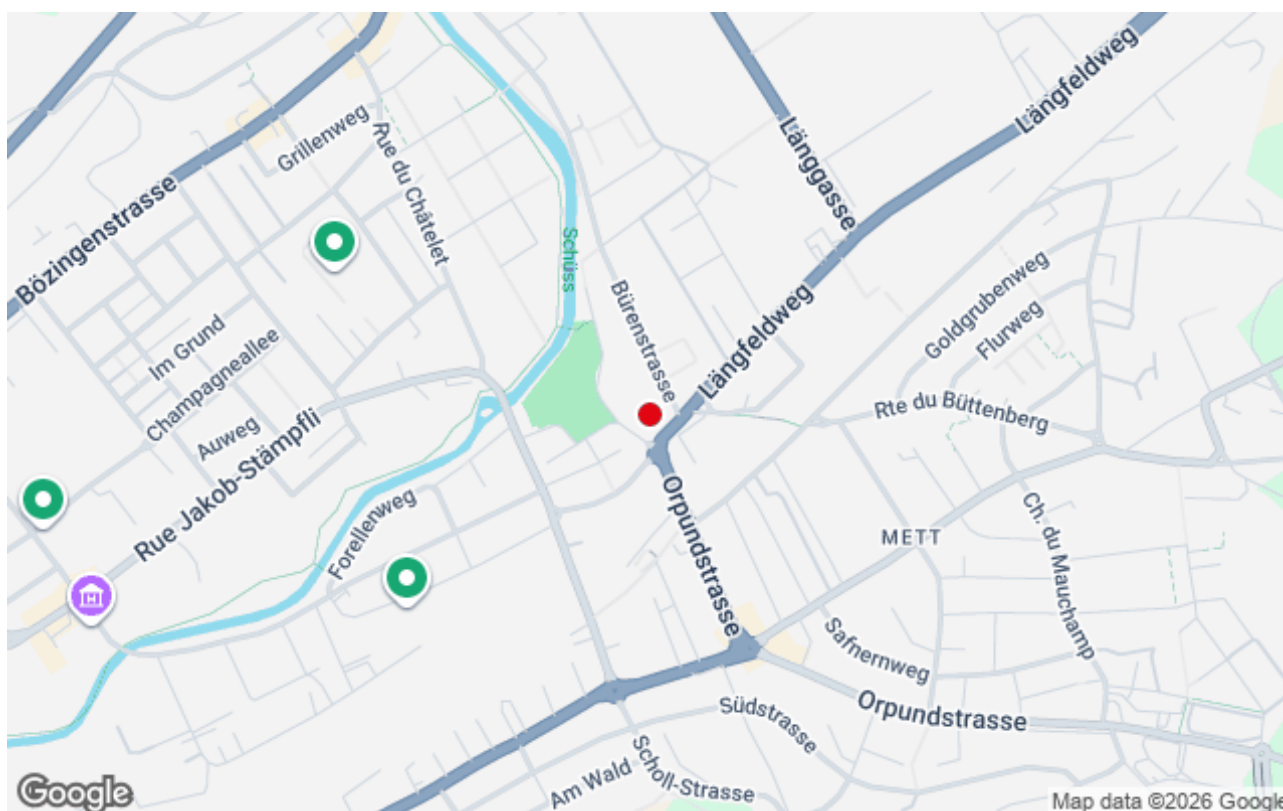 Längfeldweg
Grillenweg
Rue du Châtelet
Länggasse
Bözingenstrasse
Schüss
Bürenstrasse
Goldgrubenweg
Flurweg
Im Grund
Längfeldweg
Champagneallee
Rte du Büttenberg
Auweg
Rue Jakob-Stämpfli
Forellenweg
Orpundstrasse
METT
Ch. du Mauchamp
Safnernweg
Südstrasse
Orpundstrasse
Scholl-Strasse
Am Wald
Google
Map data ©2026 Google